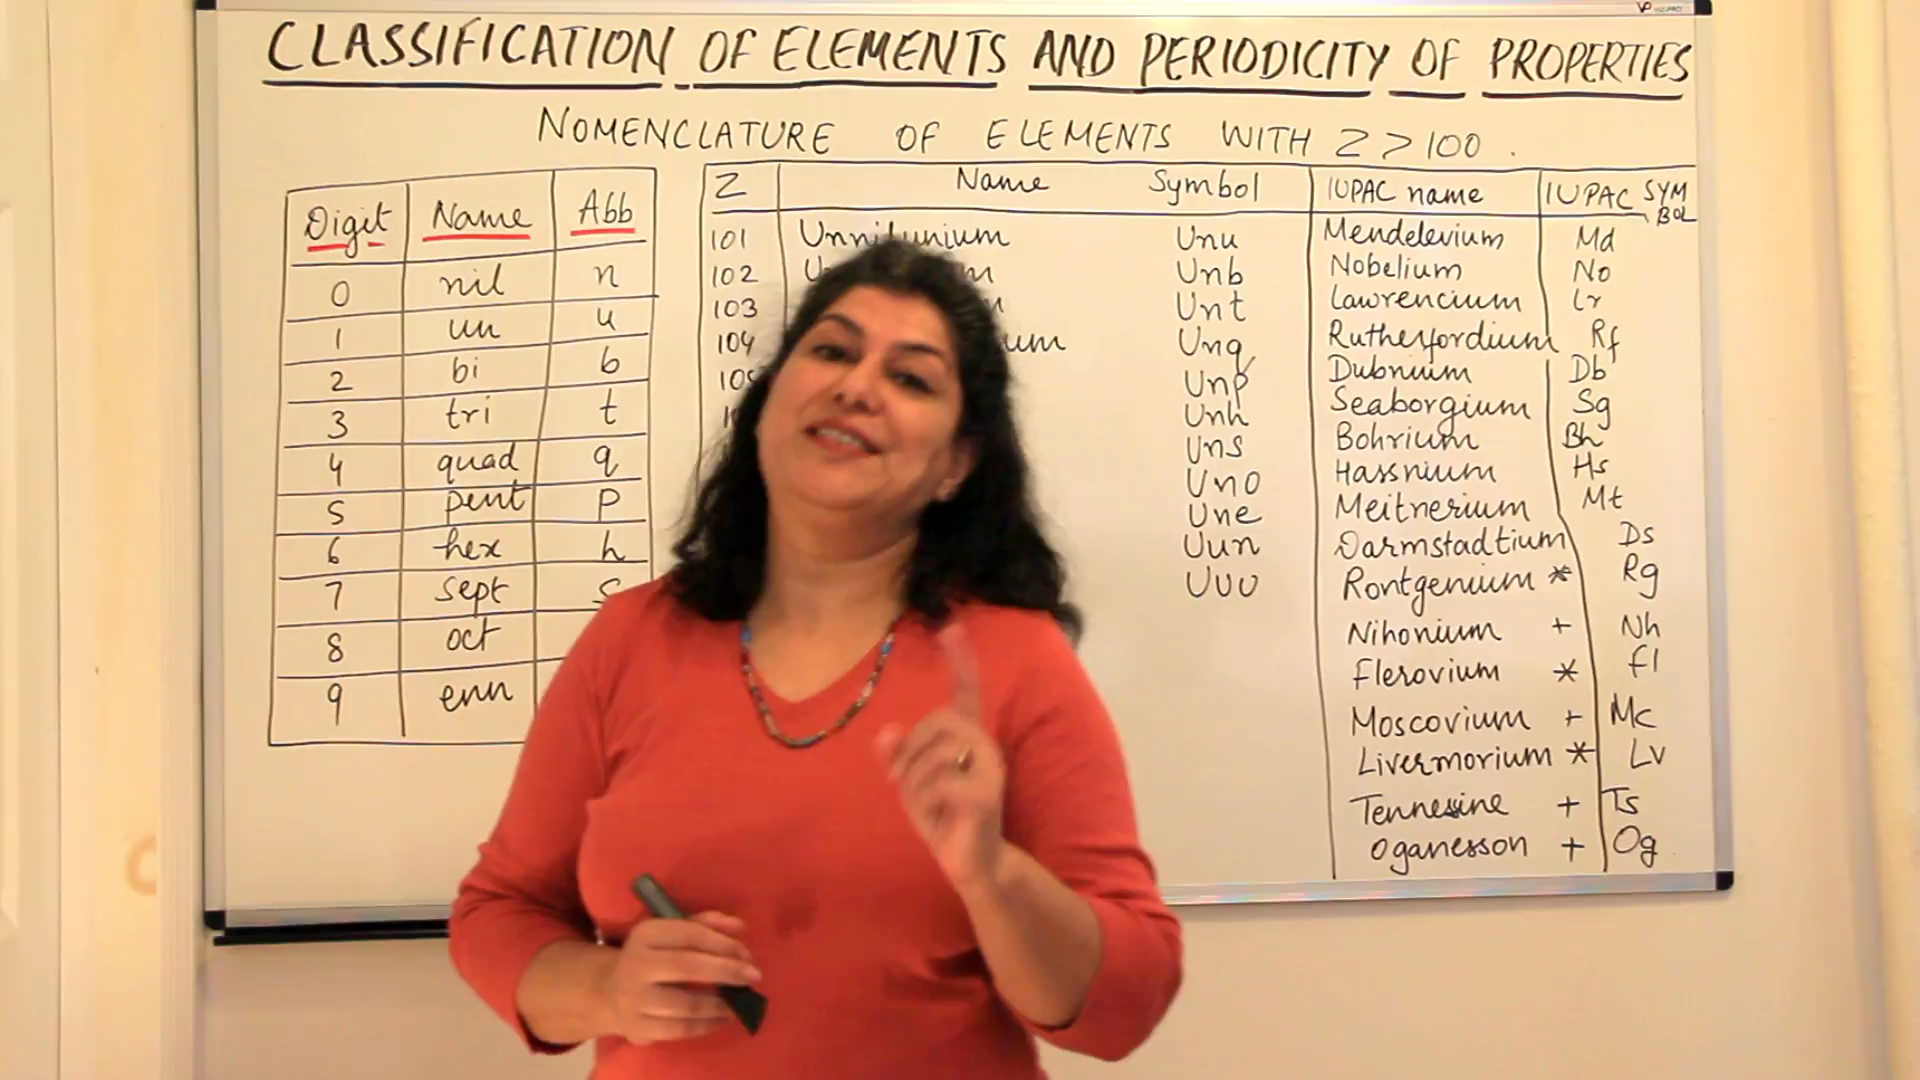 CLASSIFICATION OF ELEMENTS AND PERIODICITY OF PROPERTIES
NOMENCLATURE OF ELEMENTS WITH Z > 100.
Digit Name Abb
0 nil n
1 un u
2 bi b
3 tri t
4 quad q
5 pent p
6 hex h
7 sept s
8 oct
9 enn
Z Name Symbol IUPAC name IUPAC SYMBOL
101 Unnilunium Unu Mendelevium Md
102 Unb Nobelium No
103 Unt Lawrencium Lr
104 Unq Rutherfordium Rf
Unp Dubnium Db
Unh Seaborgium Sg
Uns Bohrium Bh
Uno Hassnium Hs
Une Meitnerium Mt
Uun Darmstadtium Ds
Uuu Rontgenium * Rg
Nihonium + Nh
Flerovium * Fl
Moscovium + Mc
Livermorium * Lv
Tennessine + Ts
Oganesson + Og